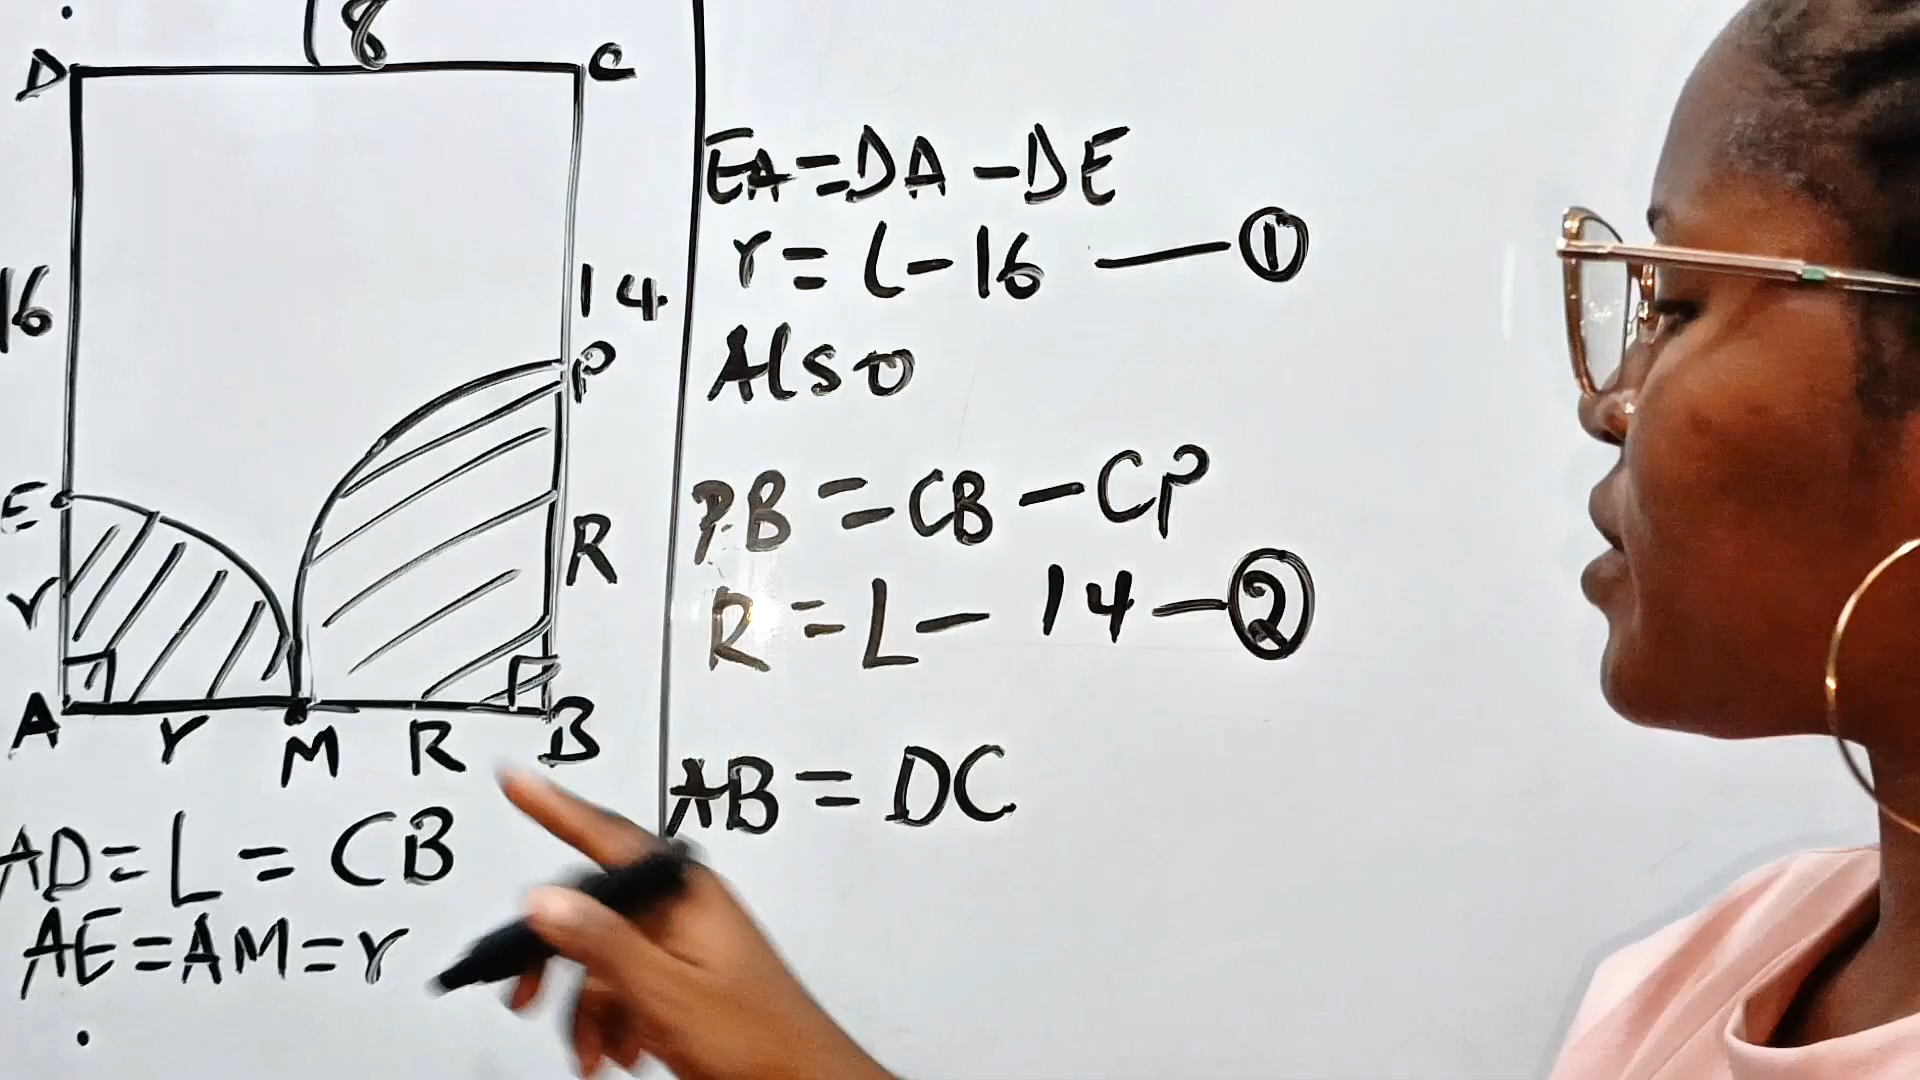 18
D C
16 14
P
E
r R
A r M R B
AD = L = CB
AE = AM = r
EA = DA - DE
r = L - 16 — ①
Also
PB = CB - CP
R = L - 14 — ②
AB = DC